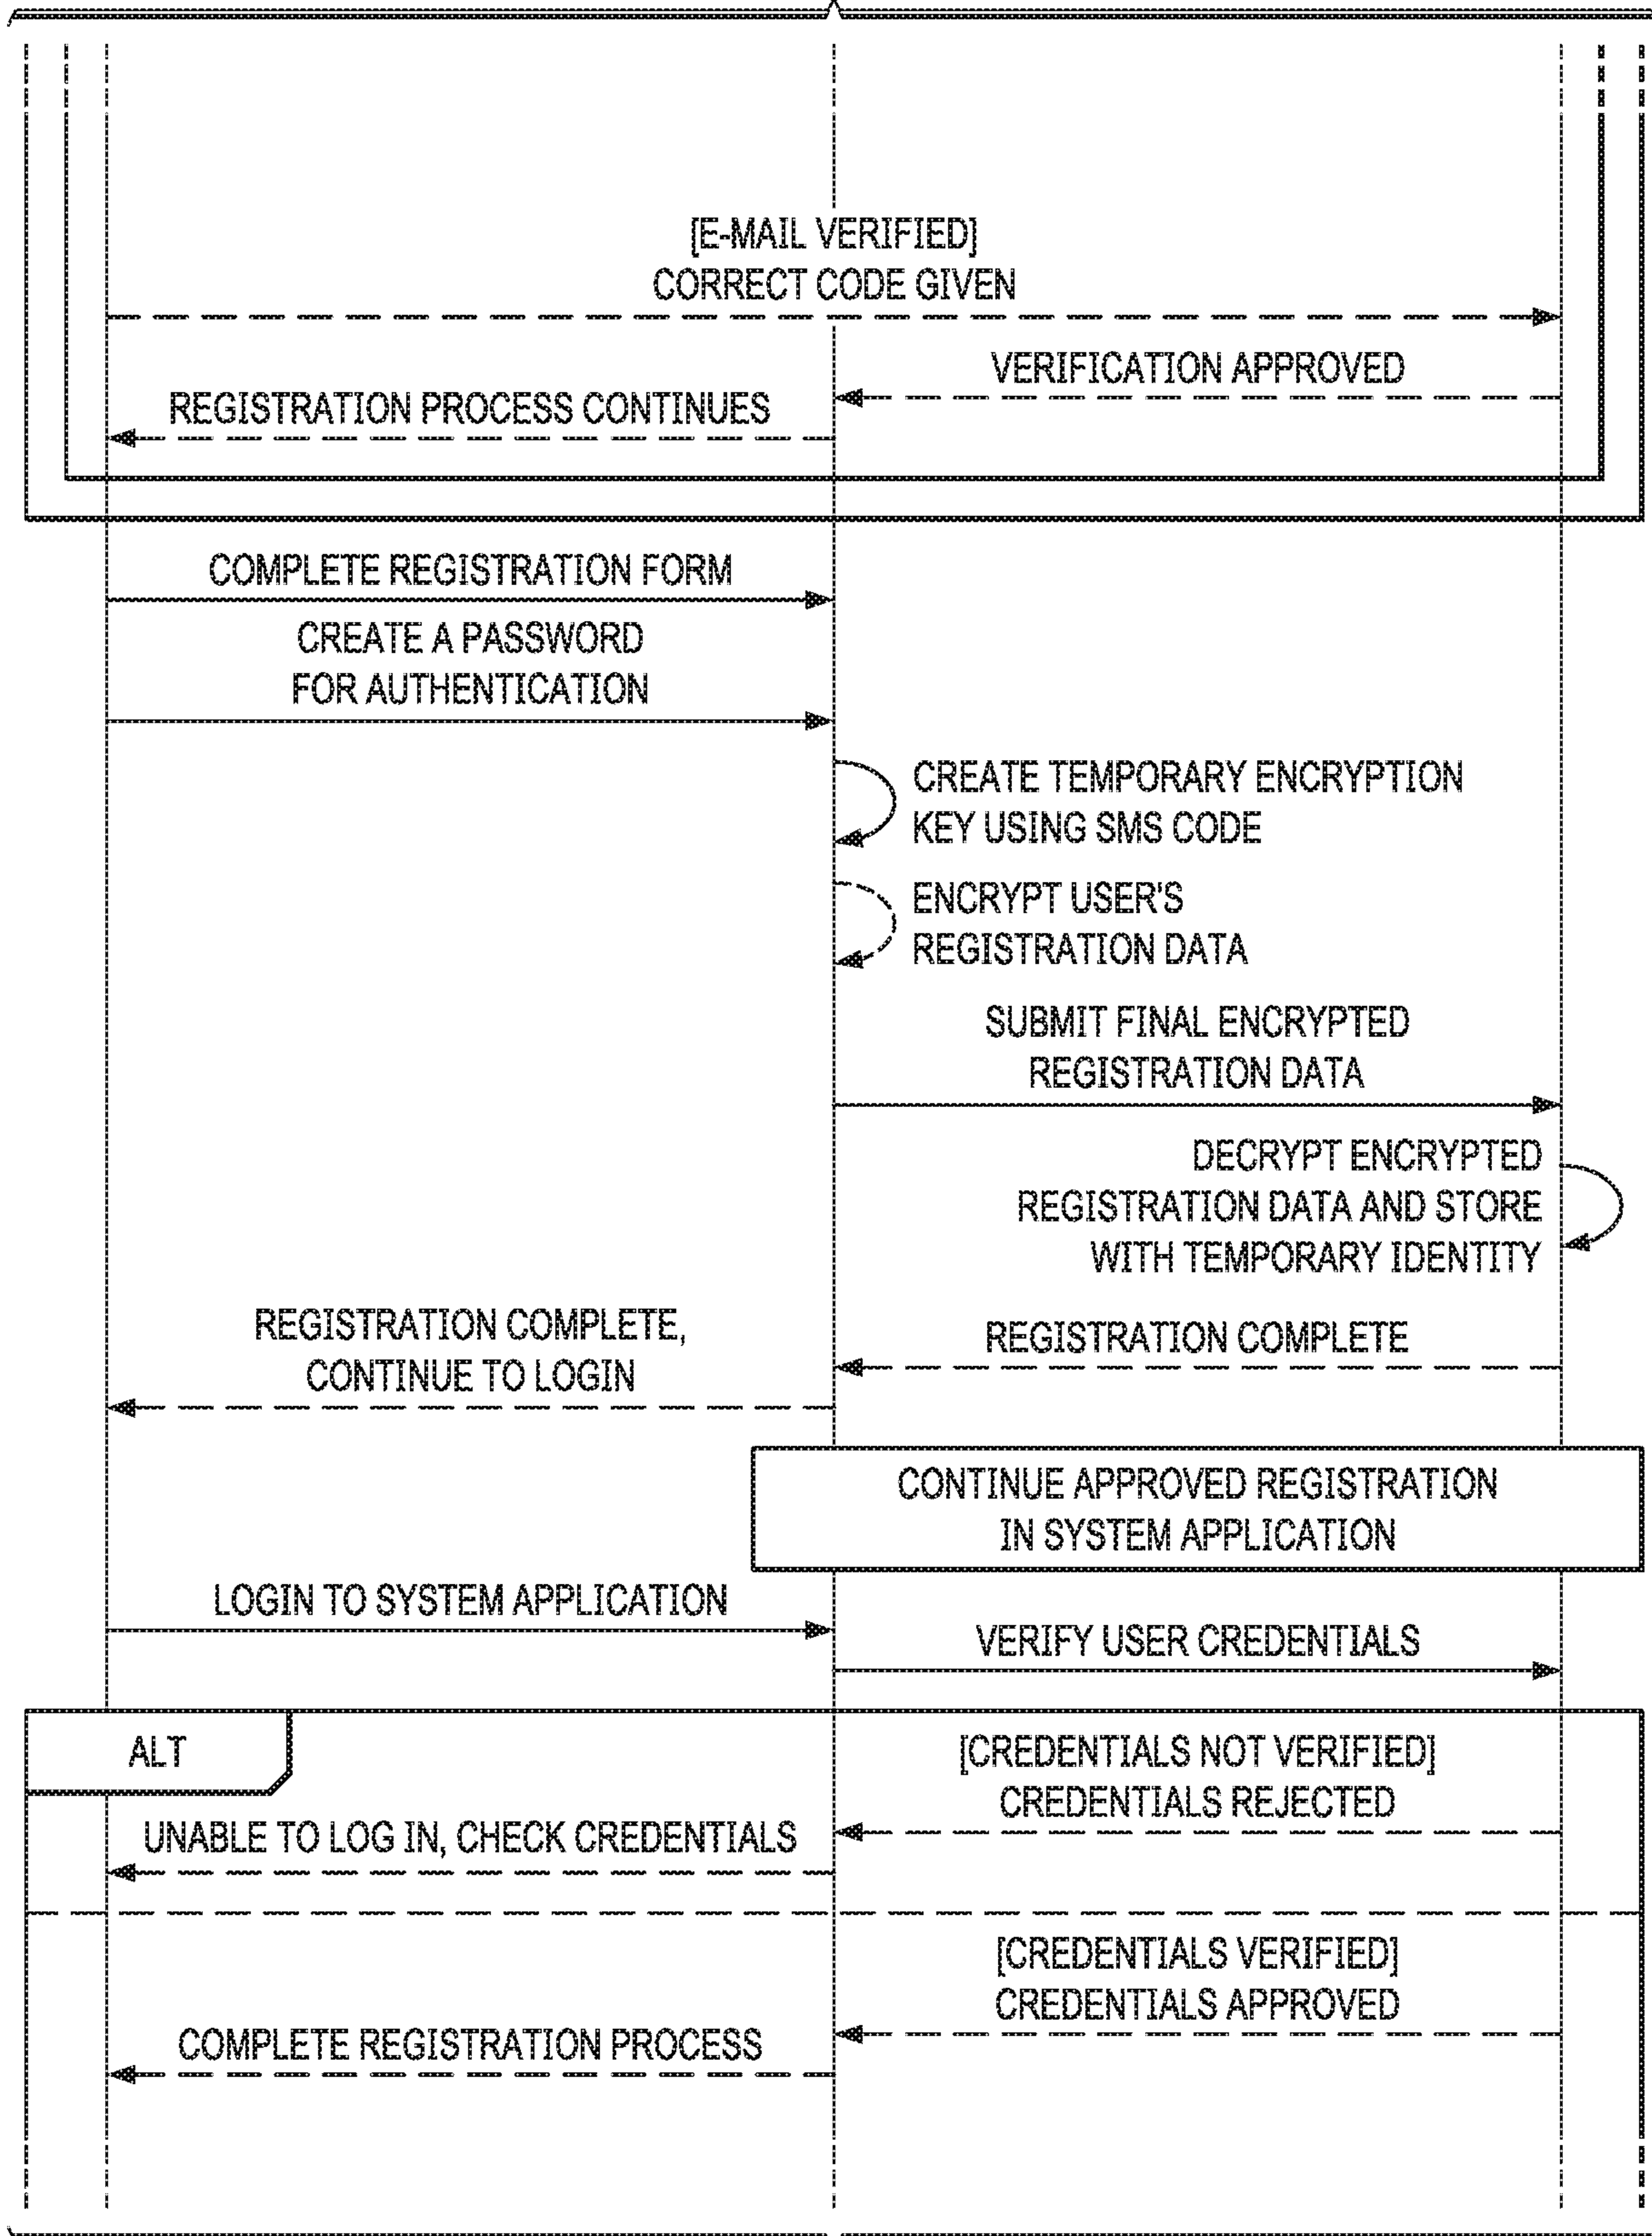 [E-MAIL VERIFIED]
CORRECT CODE GIVEN
VERIFICATION APPROVED
REGISTRATION PROCESS CONTINUES
COMPLETE REGISTRATION FORM
CREATE A PASSWORD
FOR AUTHENTICATION
CREATE TEMPORARY ENCRYPTION
KEY USING SMS CODE
ENCRYPT USER'S
REGISTRATION DATA
SUBMIT FINAL ENCRYPTED
REGISTRATION DATA
DECRYPT ENCRYPTED
REGISTRATION DATA AND STORE
WITH TEMPORARY IDENTITY
REGISTRATION COMPLETE
REGISTRATION COMPLETE,
CONTINUE TO LOGIN
CONTINUE APPROVED REGISTRATION
IN SYSTEM APPLICATION
LOGIN TO SYSTEM APPLICATION
VERIFY USER CREDENTIALS
ALT
[CREDENTIALS NOT VERIFIED]
CREDENTIALS REJECTED
UNABLE TO LOG IN, CHECK CREDENTIALS
[CREDENTIALS VERIFIED]
CREDENTIALS APPROVED
COMPLETE REGISTRATION PROCESS